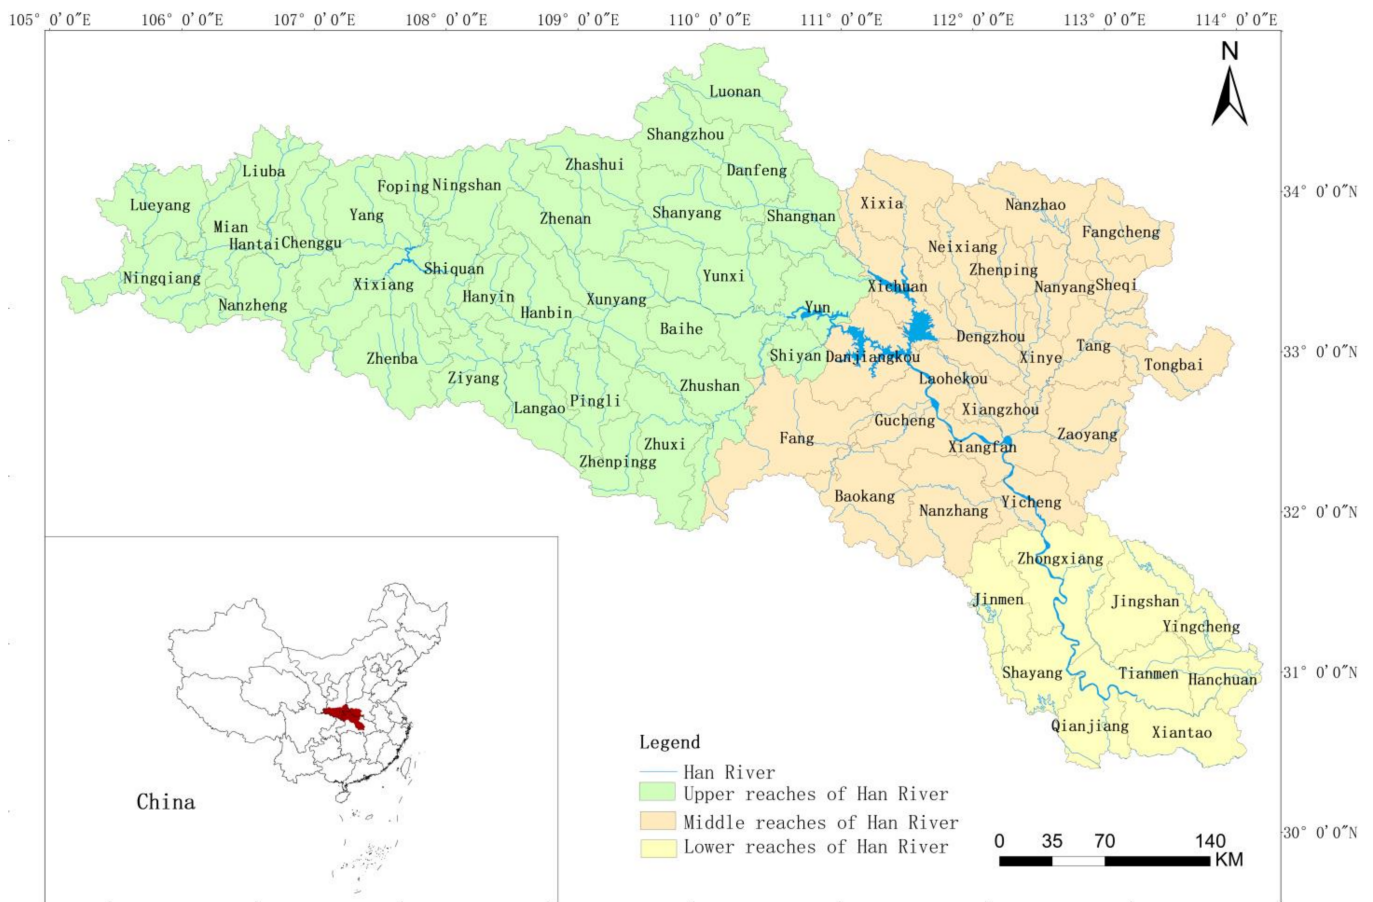 105° 0′0″E 106° 0′0″E 107° 0′0″E 108° 0′0″E 109° 0′0″E 110° 0′0″E 111° 0′0″E 112° 0′0″E 113° 0′0″E 114° 0′0″E
N
Luonan
Shangzhou
Zhashui
Danfeng
Liuba
Foping Ningshan
34° 0′0″N
Lueyang
Xixia
Nanzhao
Yang
Zhenan
Shanyang
Shangnan
Mian
Fangcheng
Hantai Chenggu
Neixiang
Shiquan
Zhenping
Ningqiang
Yunxi
Xixiang
Xichuan
Nanyang Sheqi
Hanyin
Xunyang
Nanzheng
Hanbin
Yun
Baihe
Dengzhou
Tang
33° 0′0″N
Zhenba
Shiyan Danjiangkou
Xinye
Tongbai
Ziyang
Zhushan
Laohekou
Langao Pingli
Xiangzhou
Gucheng
Fang
Zaoyang
Zhuxi
Xiangfan
Zhenpingg
Baokang
Yicheng
Nanzhang
32° 0′0″N
Zhongxiang
Jinmen
Jingshan
Yingcheng
Shayang
Tianmen
Hanchuan
31° 0′0″N
Qianjiang
Xiantao
China
Legend
Han River
Upper reaches of Han River
Middle reaches of Han River
Lower reaches of Han River
30° 0′0″N
0 35 70 140
KM